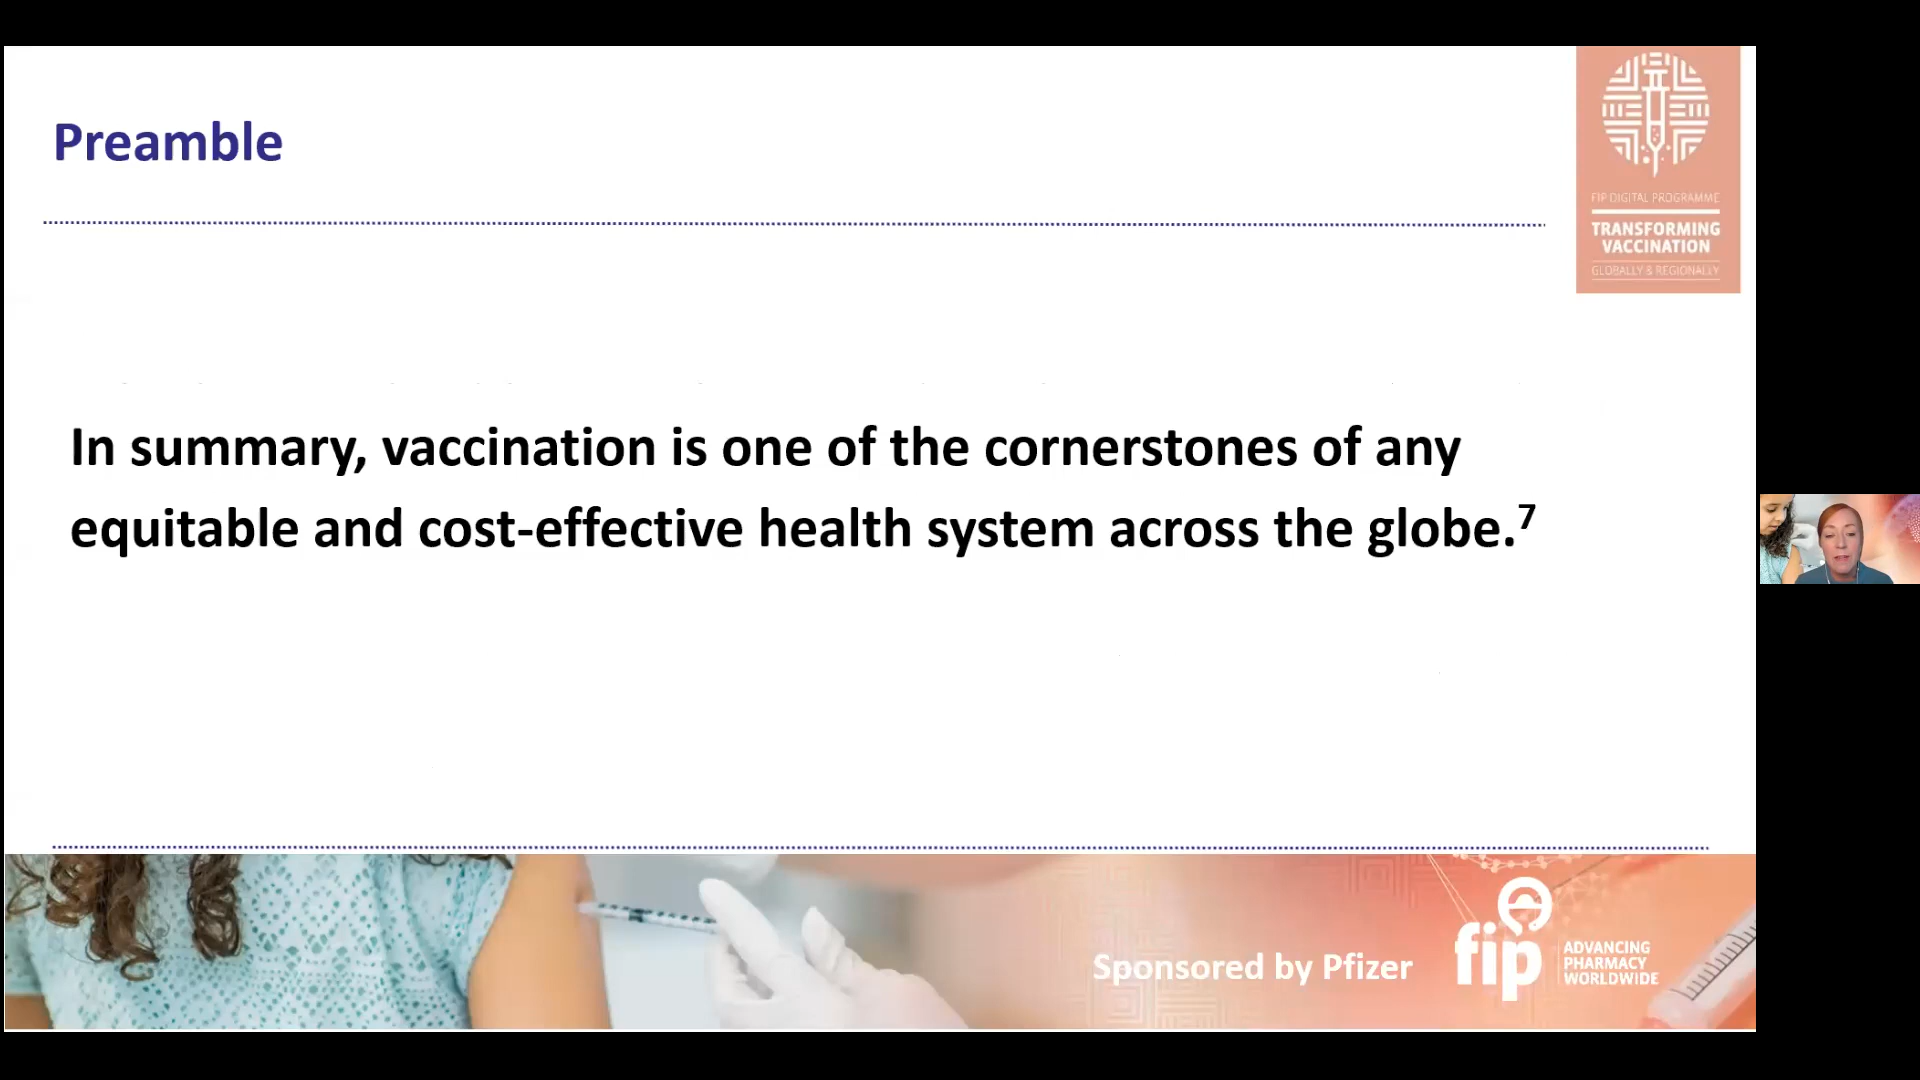 Preamble
FIP DIGITAL PROGRAMME
TRANSFORMING
VACCINATION
GLOBALLY & REGIONALLY
In summary, vaccination is one of the cornerstones of any
equitable and cost-effective health system across the globe.⁷
Sponsored by Pfizer
fip
ADVANCING
PHARMACY
WORLDWIDE